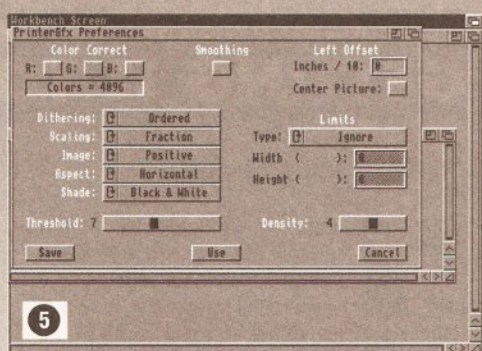 Workbench Screen
PrinterGfx Preferences
Color Correct Smoothing Left Offset
R: G: B: Inches / 10: 0
Colors = 4096 Center Picture:
Dithering: Ordered Limits
Scaling: Fraction Type: Ignore
Image: Positive Width ( ): 0
Aspect: Horizontal Height ( ): 0
Shade: Black & White
Threshold: 7 Density: 4
Save Use Cancel
5